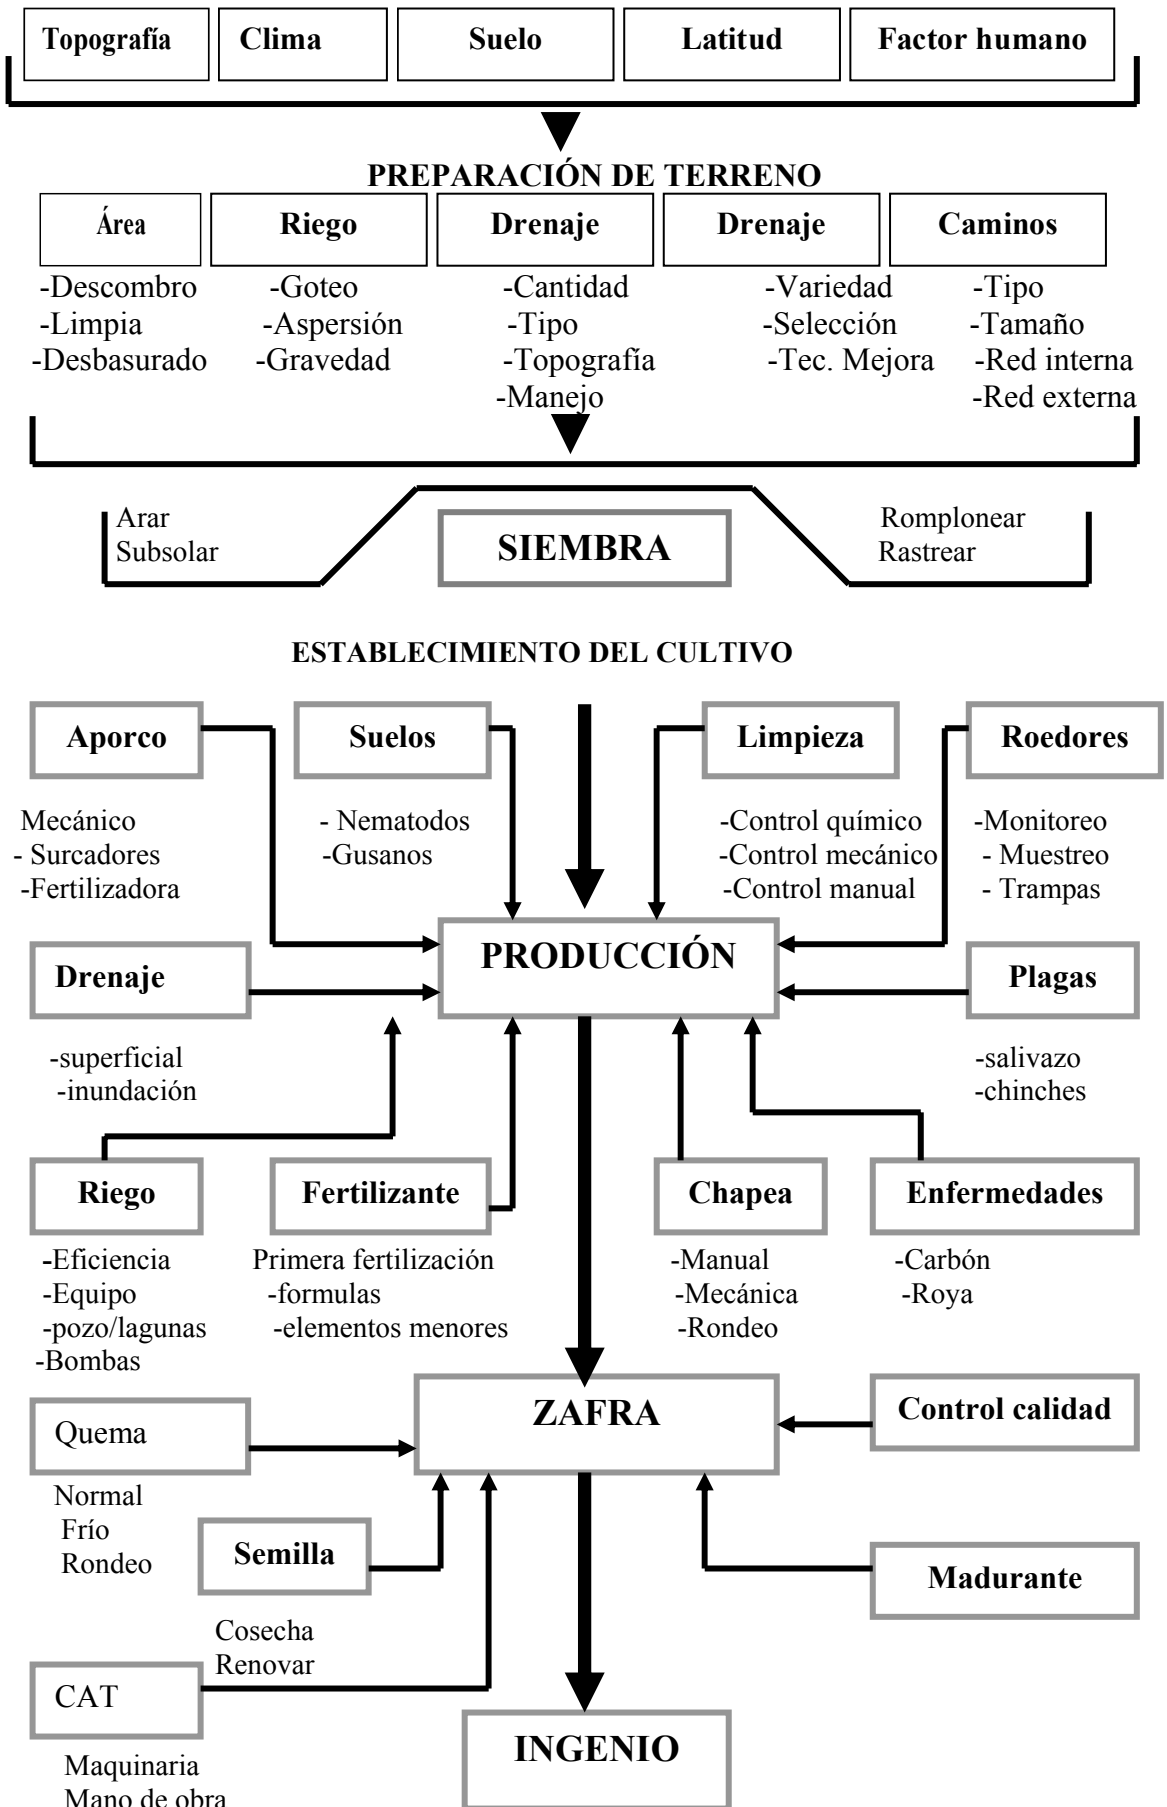 Topografía
Clima
Suelo
Latitud
Factor humano
PREPARACIÓN DE TERRENO
Área
Riego
Drenaje
Drenaje
Caminos
-Descombro
-Limpia
-Desbasurado
-Goteo
-Aspersión
-Gravedad
-Cantidad
-Tipo
-Topografía
-Manejo
-Variedad
-Selección
-Tec. Mejora
-Tipo
-Tamaño
-Red interna
-Red externa
Arar
Subsolar
SIEMBRA
Romplonear
Rastrear
ESTABLECIMIENTO DEL CULTIVO
Aporco
Mecánico
- Surcadores
-Fertilizadora
Suelos
- Nematodos
-Gusanos
Limpieza
-Control químico
-Control mecánico
-Control manual
Roedores
-Monitoreo
- Muestreo
- Trampas
Drenaje
-superficial
-inundación
PRODUCCIÓN
Plagas
-salivazo
-chinches
Riego
-Eficiencia
-Equipo
-pozo/lagunas
-Bombas
Fertilizante
Primera fertilización
-formulas
-elementos menores
Chapea
-Manual
-Mecánica
-Rondeo
Enfermedades
-Carbón
-Roya
ZAFRA
Control calidad
Quema
Normal
Frío
Rondeo
Semilla
Cosecha
Renovar
Madurante
CAT
Maquinaria
Mano de obra
INGENIO